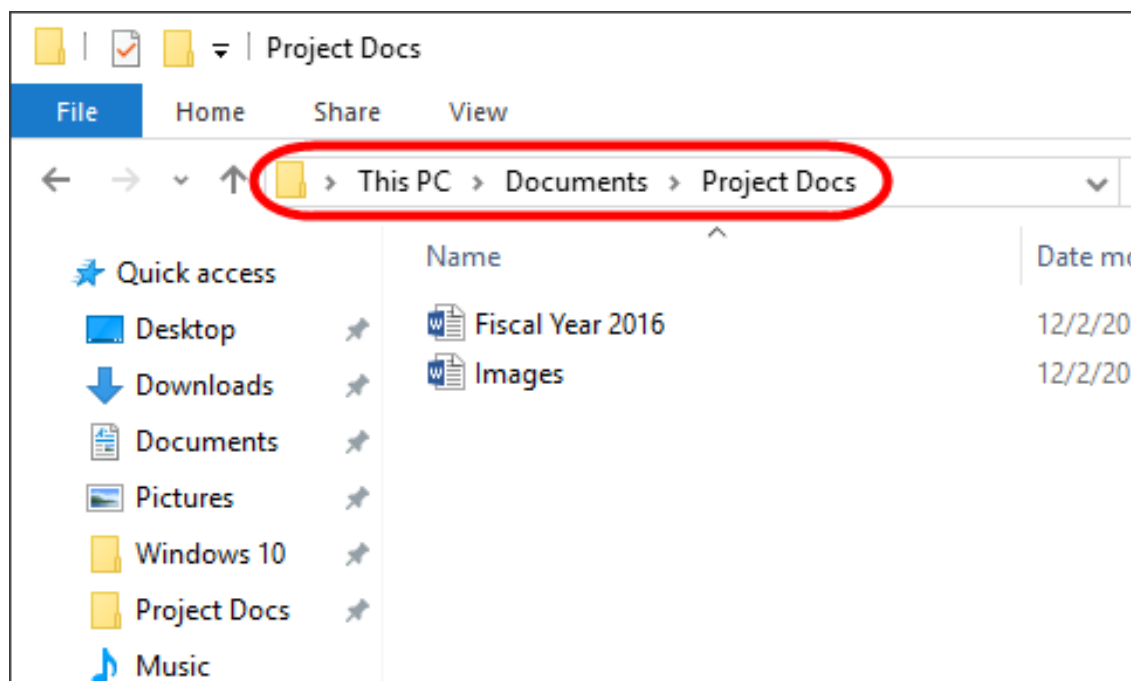 Project Docs
File Home Share View
This PC > Documents > Project Docs
Name Date mo
Quick access
Desktop
Downloads
Documents
Pictures
Windows 10
Project Docs
Music
Fiscal Year 2016 12/2/20
Images 12/2/20